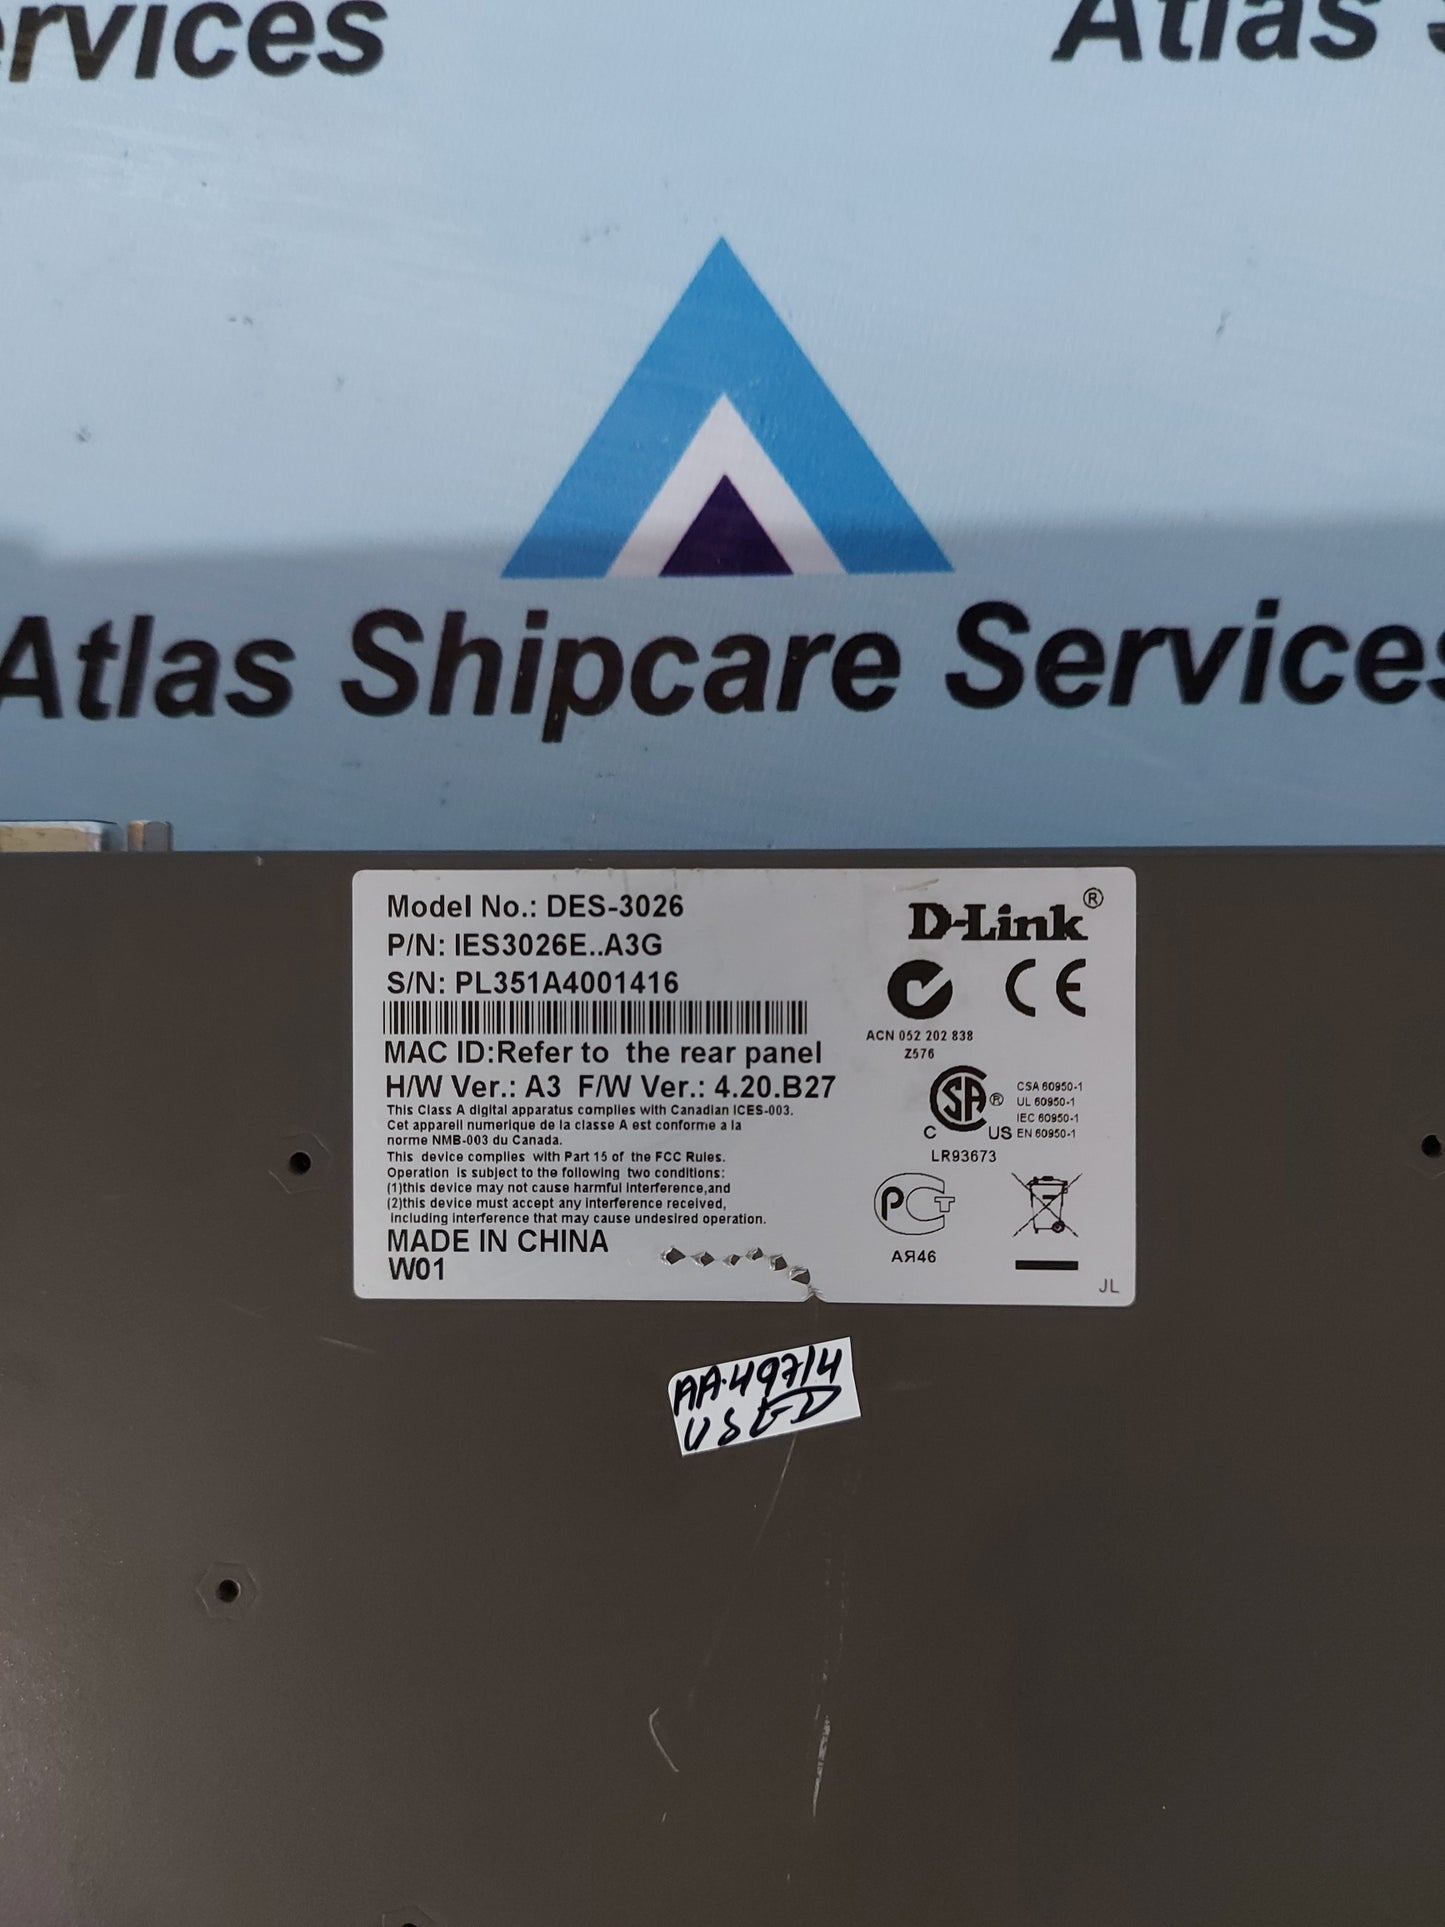 ervices
Atlas
Atlas Shipcare Services
Model No.: DES-3026
P/N: IES3026E..A3G
S/N: PL351A4001416
MAC ID:Refer to the rear panel
H/W Ver.: A3 F/W Ver.: 4.20.B27
This Class A digital apparatus complies with Canadian ICES-003.
Cet appareil numerique de la classe A est conforme a la
norme NMB-003 du Canada.
This device complies with Part 15 of the FCC Rules.
Operation is subject to the following two conditions:
(1)this device may not cause harmful interference,and
(2)this device must accept any interference received,
including interference that may cause undesired operation.
MADE IN CHINA
W01
D-Link®
CE
ACN 052 202 838
Z576
CSA®
C US
CSA 60950-1
UL 60950-1
IEC 60950-1
EN 60950-1
LR93673
PCT
AЯ46
JL
AA-49714
USED